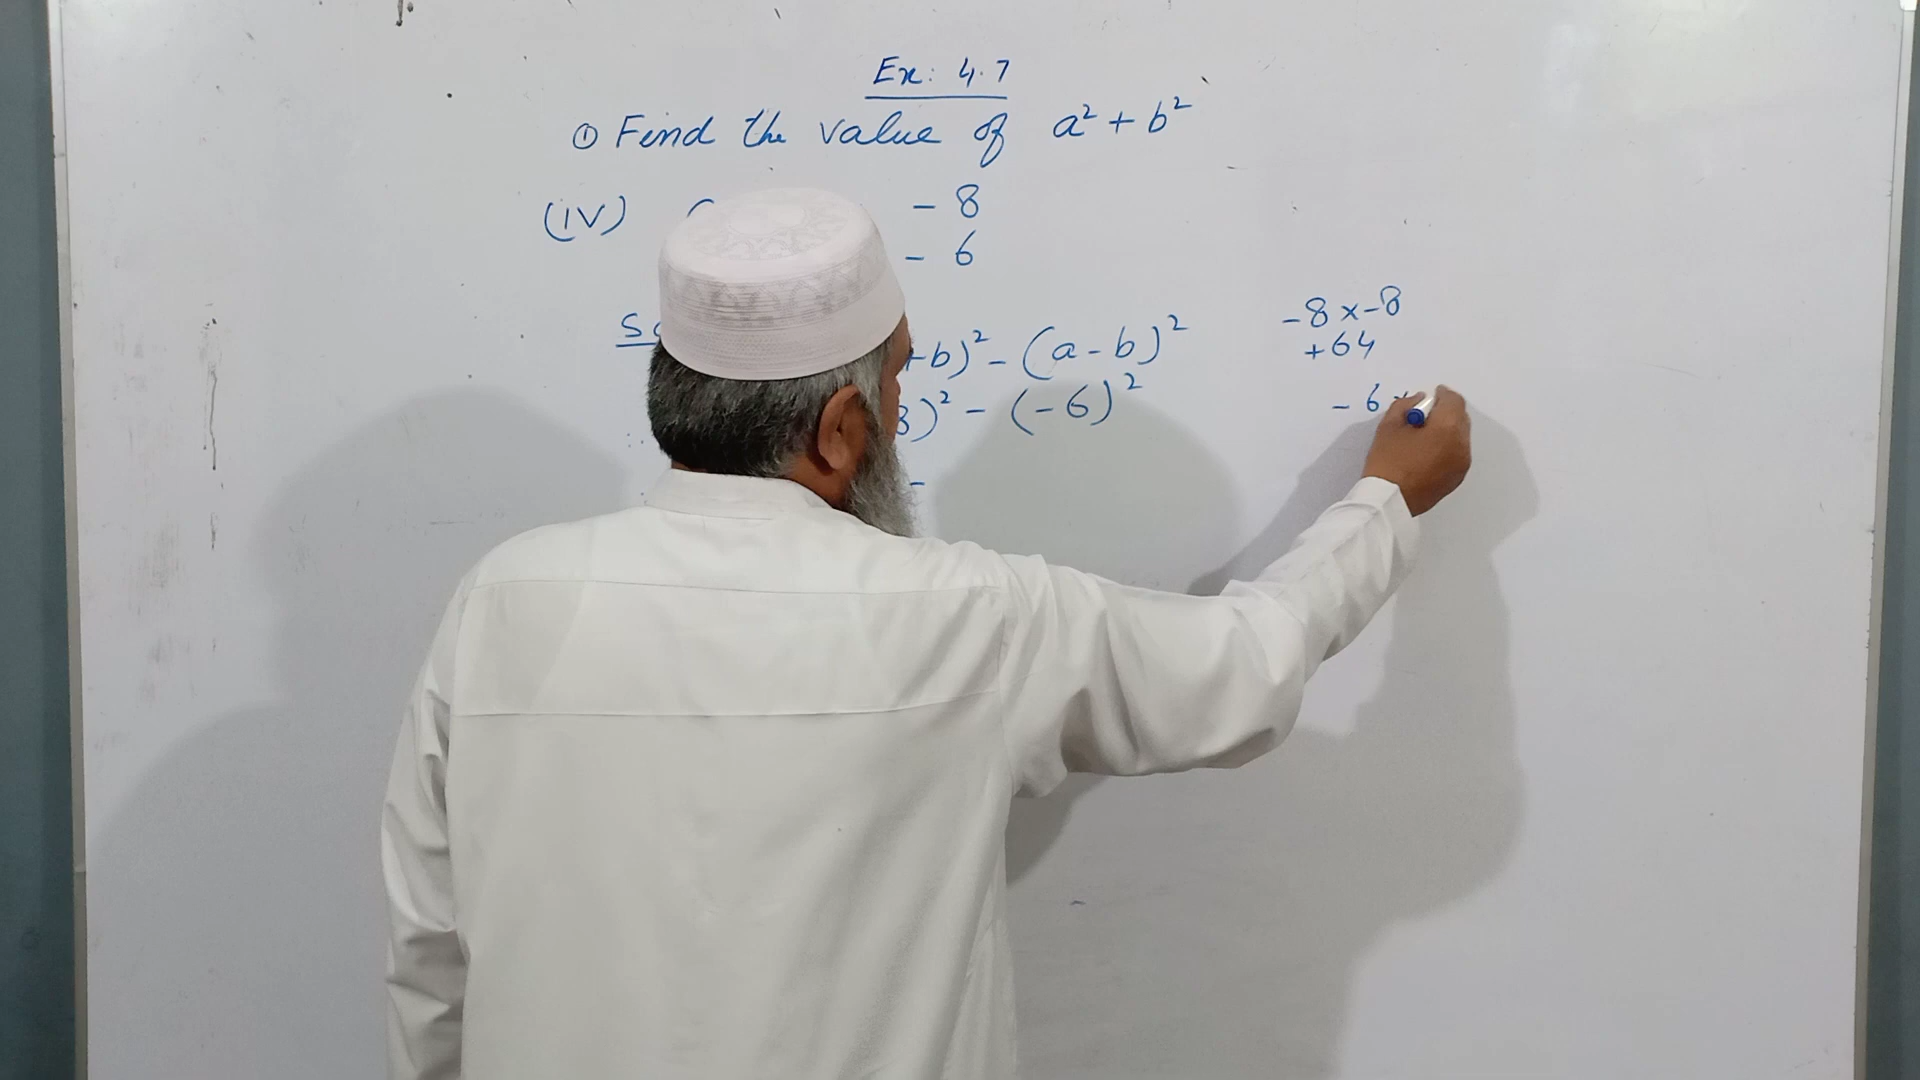 Ex: 4.7
① Find the value of a² + b²
(iv) - 8
- 6
+b)² - (a - b)²
8)² - (-6)²
-
-8 x -8
+64
- 6